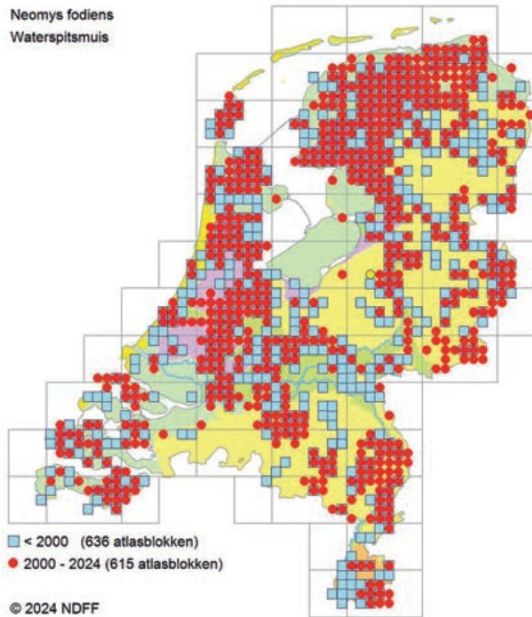 Neomys fodiens
Waterspitsmuis
< 2000 (636 atlasblokken)
2000 - 2024 (615 atlasblokken)
© 2024 NDFF